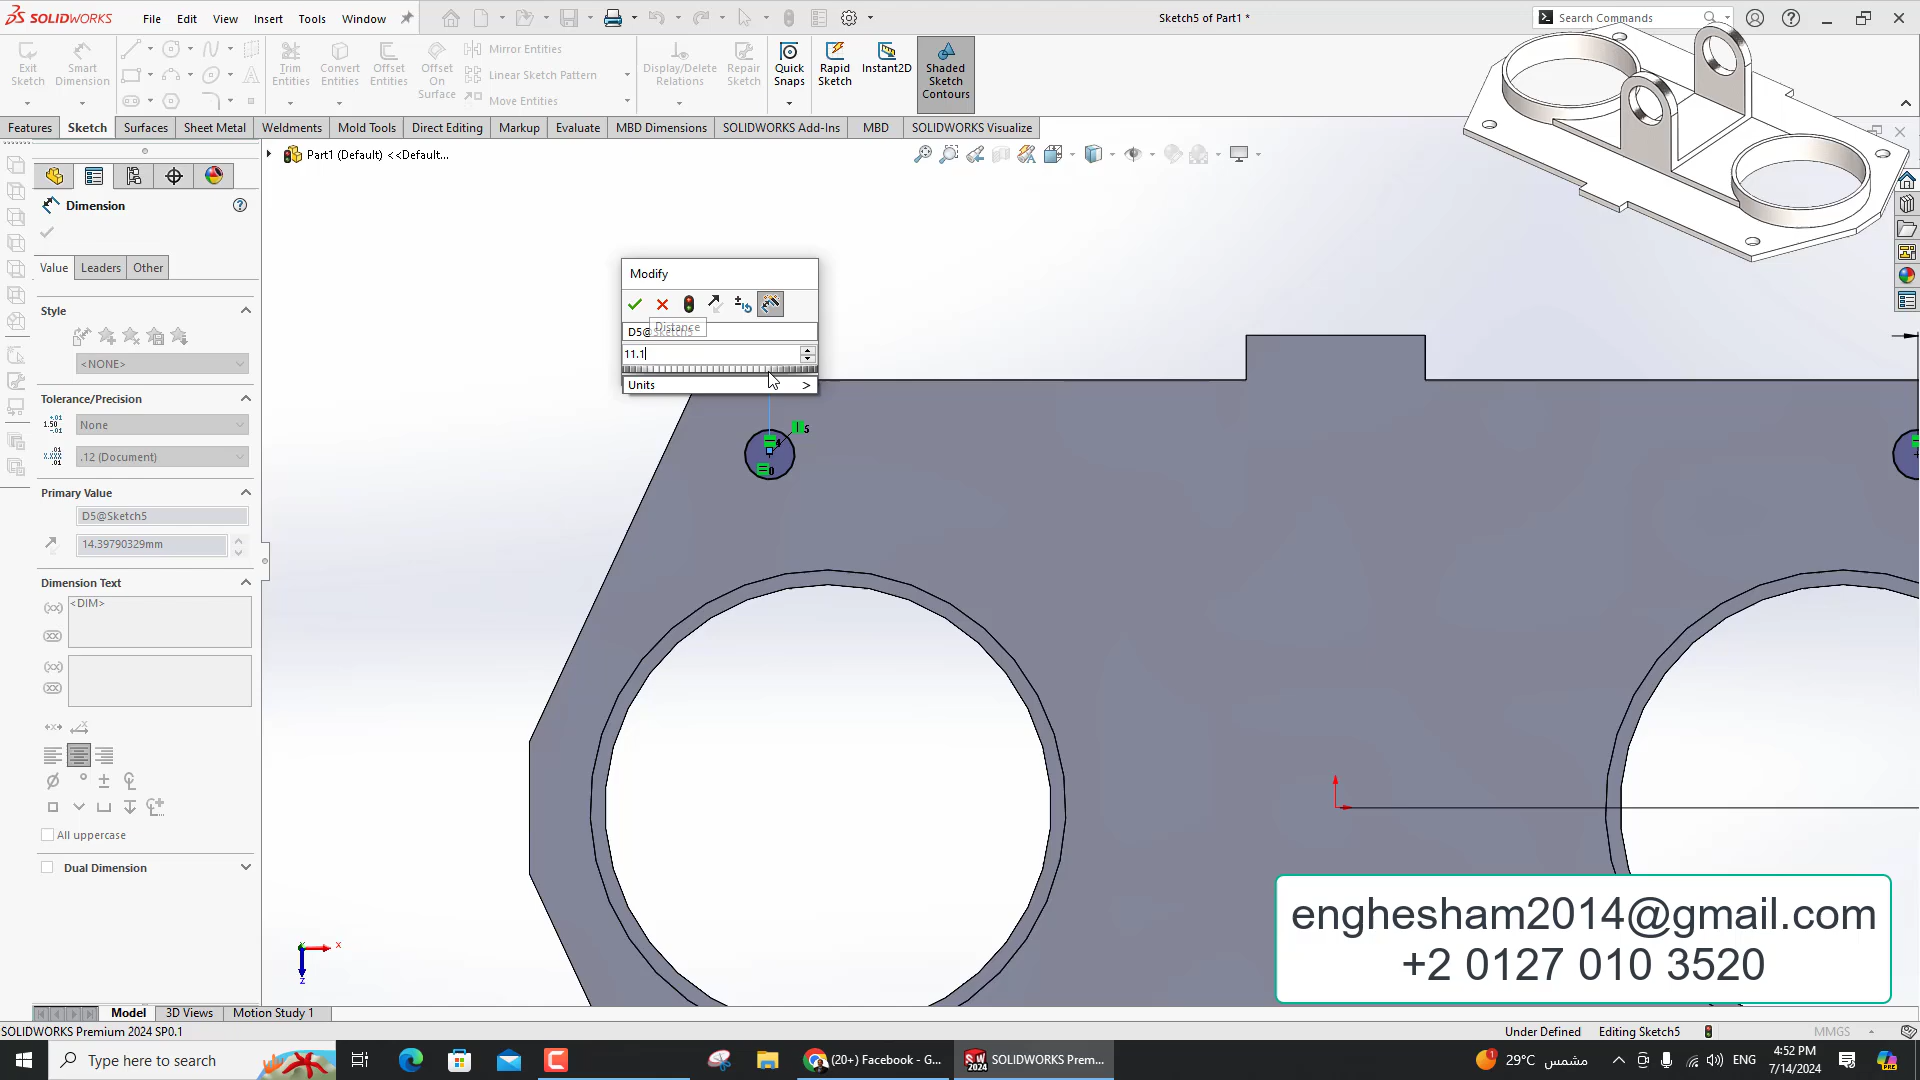 SOLIDWORKS File Edit View Insert Tools Window
Sketch5 of Part1 *
Search Commands
Exit Sketch
Smart Dimension
Trim Entities
Convert Entities
Offset Entities
Offset On Surface
Mirror Entities
Linear Sketch Pattern
Move Entities
Display/Delete Relations
Repair Sketch
Quick Snaps
Rapid Sketch
Instant2D
Shaded Sketch Contours
Features Sketch Surfaces Sheet Metal Weldments Mold Tools Direct Editing Markup Evaluate MBD Dimensions SOLIDWORKS Add-Ins MBD SOLIDWORKS Visualize
Part1 (Default) <<Default...
Dimension
Value Leaders Other
Style
<NONE>
Tolerance/Precision
None
.12 (Document)
Primary Value
D5@Sketch5
14.39790329mm
Dimension Text
<DIM>
All uppercase
Dual Dimension
Modify
D5@Sketch5
Distance
11.1
Units >
5
4
0
x
z
enghesham2014@gmail.com
+2 0127 010 3520
Model 3D Views Motion Study 1
SOLIDWORKS Premium 2024 SP0.1
Under Defined Editing Sketch5 MMGS
Type here to search
(20+) Facebook - G...
SOLIDWORKS Prem...
29°C مشمس
ENG
4:52 PM
7/14/2024